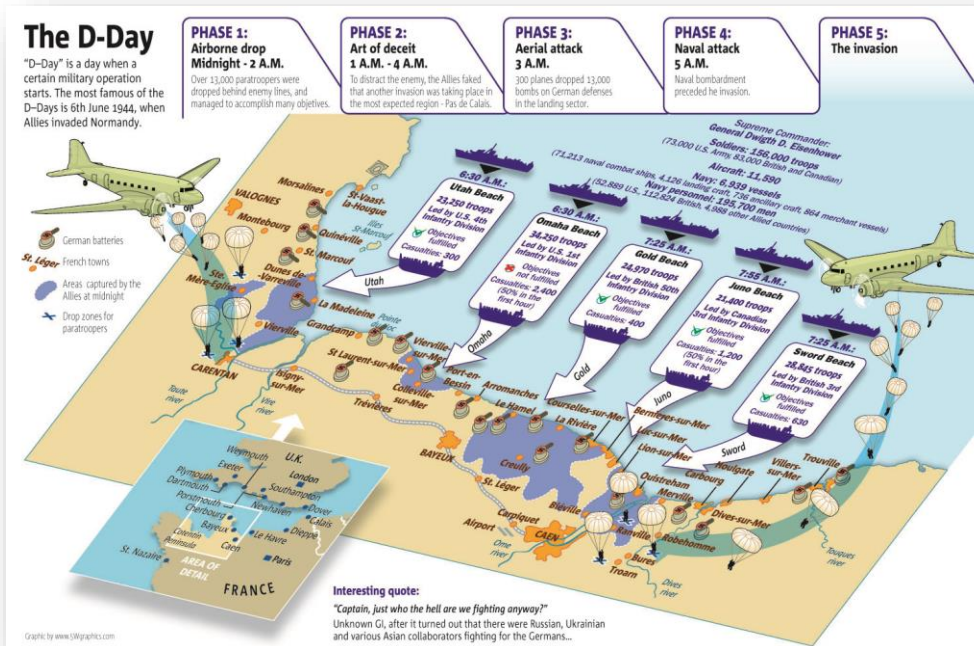 The D-Day
"D–Day" is a day when a
certain military operation
starts. The most famous of the
D–Days is 6th June 1944, when
Allies invaded Normandy.
PHASE 1:
Airborne drop
Midnight - 2 A.M.
Over 13,000 paratroopers were
dropped behind enemy lines, and
managed to accomplish many objetives.
PHASE 2:
Art of deceit
1 A.M. - 4 A.M.
To distract the enemy, the Allies faked
that another invasion was taking place in
the most expected region - Pas de Calais.
PHASE 3:
Aerial attack
3 A.M.
300 planes dropped 13,000
bombs on German defenses
in the landing sector.
PHASE 4:
Naval attack
5 A.M.
Naval bombardment
preceded he invasion.
PHASE 5:
The invasion
Supreme Commander:
General Dwigth D. Eisenhower
Soldiers: 156,000 troops
(73,000 U.S. Army, 83,000 British and Canadian)
Aircraft: 11,590
Navy: 6,939 vessels
(71,213 naval combat ships, 4,126 landing craft, 736 ancillary craft, 864 merchant vessels)
Navy personnel: 195,700 men
(52,889 U.S., 112,824 British, 4,988 other Allied countries)
German batteries
French towns
Areas captured by the
Allies at midnight
Drop zones for
paratroopers
6:30 A.M.:
Utah Beach
23,250 troops
Led by U.S. 4th
Infantry Division
Objectives
fulfilled
Casualties: 300
Utah
6:30 A.M.:
Omaha Beach
34,250 troops
Led by U.S. 1st
Infantry Division
Objectives
not fulfilled
Casualties: 2,400
(50% in the
first hour)
Omaha
7:25 A.M.:
Gold Beach
24,970 troops
Led by British 50th
Infantry Division
Objectives
fulfilled
Casualties: 400
Gold
7:55 A.M.:
Juno Beach
21,400 troops
Led by Canadian
3rd Infantry Division
Objectives
fulfilled
Casualties: 1,200
(50% in the
first hour)
Juno
7:25 A.M.:
Sword Beach
28,845 troops
Led by British 3rd
Infantry Division
Objectives
fulfilled
Casualties: 630
Sword
Morsalines
St-Vaast-
la-Hougue
VALOGNES
Îlles
St-Marcouf
Montebourg
Quinéville
St. Marcouf
St. Léger
Dunes de
-Varreville
Ste.
Mère-Eglise
La Madeleine
Pointe
du Hoc
Grandcamp
Vierville
Vierville-
sur-Mer
St Laurent-sur-Mer
CARENTAN
Isigny-
sur-Mer
Colleville-
sur-Mer
Port-en-
Bessin
Arromanches
Le Hamel
Courselles-sur-Mer
La Rivière
Bernières-sur-Mer
Luc-sur-Mer
Lion-sur-Mer
Taute
river
Vire
river
Trévières
BAYEUX
Creully
St. Léger
Ouistreham
Merville
Cabourg
Houlgate
Villers-
sur-Mer
Trouville
Bieville
Carpiquet
Airport
CAEN
Orne
river
Ranville
Robehomme
Dives-sur-Mer
Bures
Troarn
Dives
river
Touques
river
U.K.
Weymouth
London
Exeter
Plymouth
Southampton
Dartmouth
Porstmouth
Newhaven
Dover
Cherbourg
Calais
Bayeux
Dieppe
Le Havre
Cotentin
Peninsula
Caen
St. Nazaire
Paris
AREA OF
DETAIL
FRANCE
Interesting quote:
"Captain, just who the hell are we fighting anyway?"
Unknown GI, after it turned out that there were Russian, Ukrainian
and various Asian collaborators fighting for the Germans...
Graphic by www.5Wgraphics.com